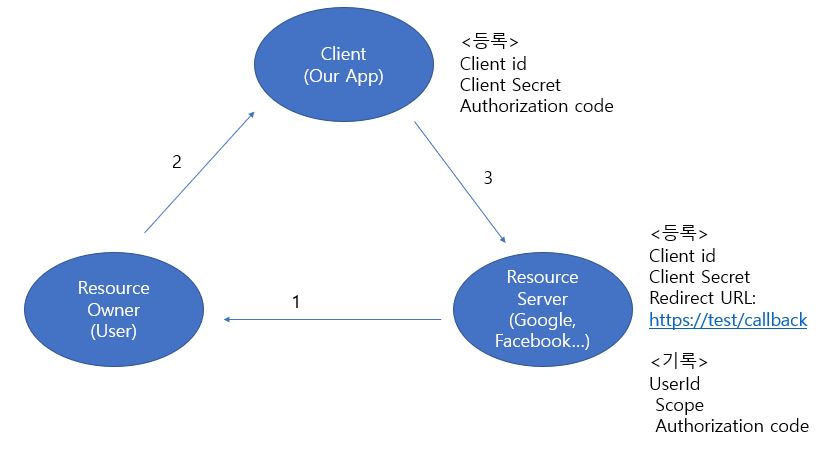 Client
(Our App)
<등록>
Client id
Client Secret
Authorization code
2
3
Resource
Owner
(User)
1
Resource
Server
(Google,
Facebook...)
<등록>
Client id
Client Secret
Redirect URL:
https://test/callback
<기록>
UserId
Scope
Authorization code